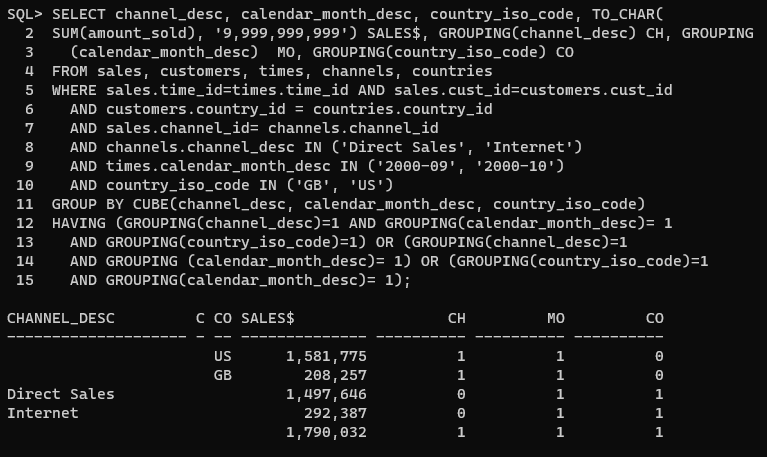 SQL> SELECT channel_desc, calendar_month_desc, country_iso_code, TO_CHAR(
  2  SUM(amount_sold), '9,999,999,999') SALES$, GROUPING(channel_desc) CH, GROUPING
  3    (calendar_month_desc)  MO, GROUPING(country_iso_code) CO
  4  FROM sales, customers, times, channels, countries
  5  WHERE sales.time_id=times.time_id AND sales.cust_id=customers.cust_id
  6    AND customers.country_id = countries.country_id
  7    AND sales.channel_id= channels.channel_id
  8    AND channels.channel_desc IN ('Direct Sales', 'Internet')
  9    AND times.calendar_month_desc IN ('2000-09', '2000-10')
 10    AND country_iso_code IN ('GB', 'US')
 11  GROUP BY CUBE(channel_desc, calendar_month_desc, country_iso_code)
 12  HAVING (GROUPING(channel_desc)=1 AND GROUPING(calendar_month_desc)= 1
 13    AND GROUPING(country_iso_code)=1) OR (GROUPING(channel_desc)=1
 14    AND GROUPING (calendar_month_desc)= 1) OR (GROUPING(country_iso_code)=1
 15    AND GROUPING(calendar_month_desc)= 1);

CHANNEL_DESC         C CO SALES$                 CH         MO         CO
-------------------- - -- -------------- ---------- ---------- ----------
                       US      1,581,775          1          1          0
                       GB        208,257          1          1          0
Direct Sales                   1,497,646          0          1          1
Internet                         292,387          0          1          1
                               1,790,032          1          1          1